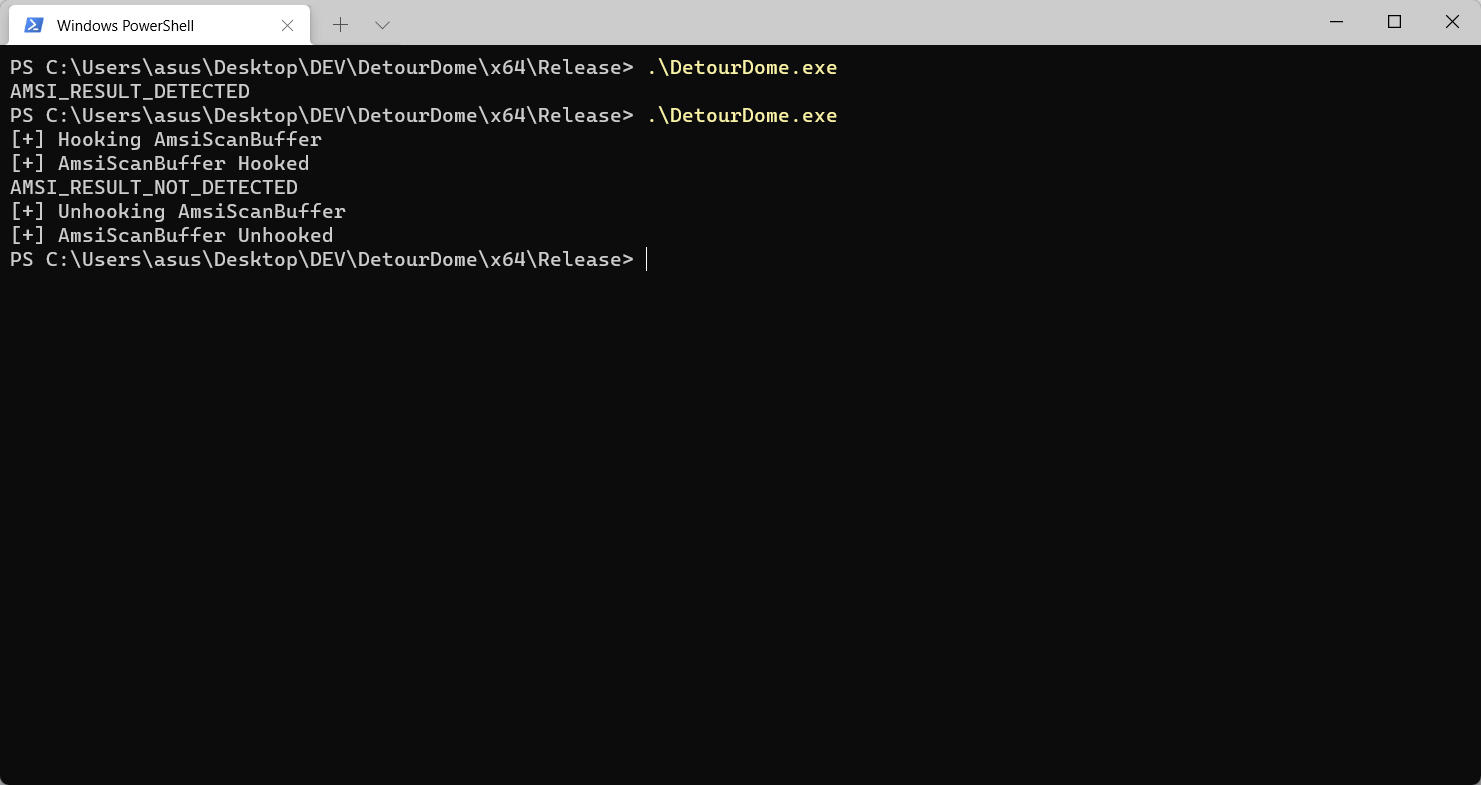 Windows PowerShell
PS C:\Users\asus\Desktop\DEV\DetourDome\x64\Release> .\DetourDome.exe
AMSI_RESULT_DETECTED
PS C:\Users\asus\Desktop\DEV\DetourDome\x64\Release> .\DetourDome.exe
[+] Hooking AmsiScanBuffer
[+] AmsiScanBuffer Hooked
AMSI_RESULT_NOT_DETECTED
[+] Unhooking AmsiScanBuffer
[+] AmsiScanBuffer Unhooked
PS C:\Users\asus\Desktop\DEV\DetourDome\x64\Release>